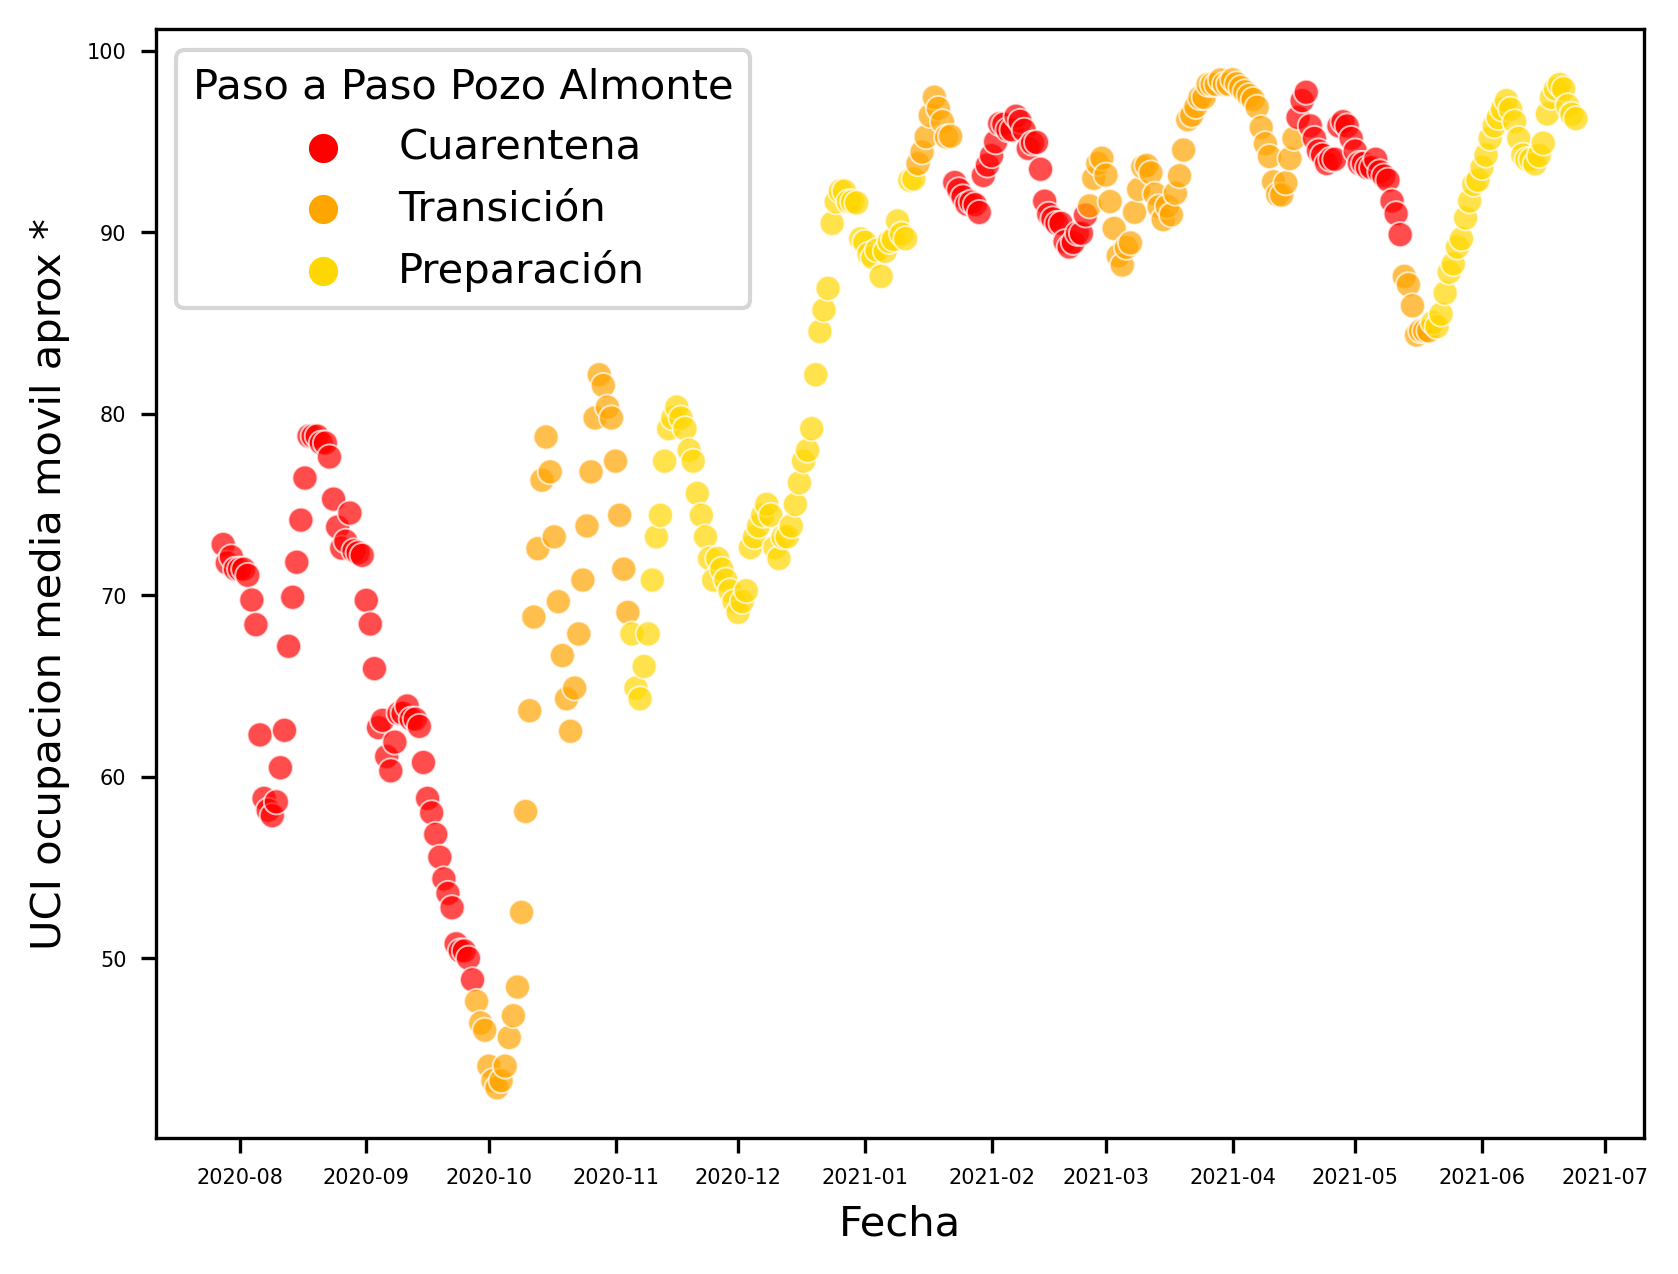 100
90
80
70
60
50
UCI ocupacion media movil aprox *
Paso a Paso Pozo Almonte
Cuarentena
Transición
Preparación
2020-08 2020-09 2020-10 2020-11 2020-12 2021-01 2021-02 2021-03 2021-04 2021-05 2021-06 2021-07
Fecha